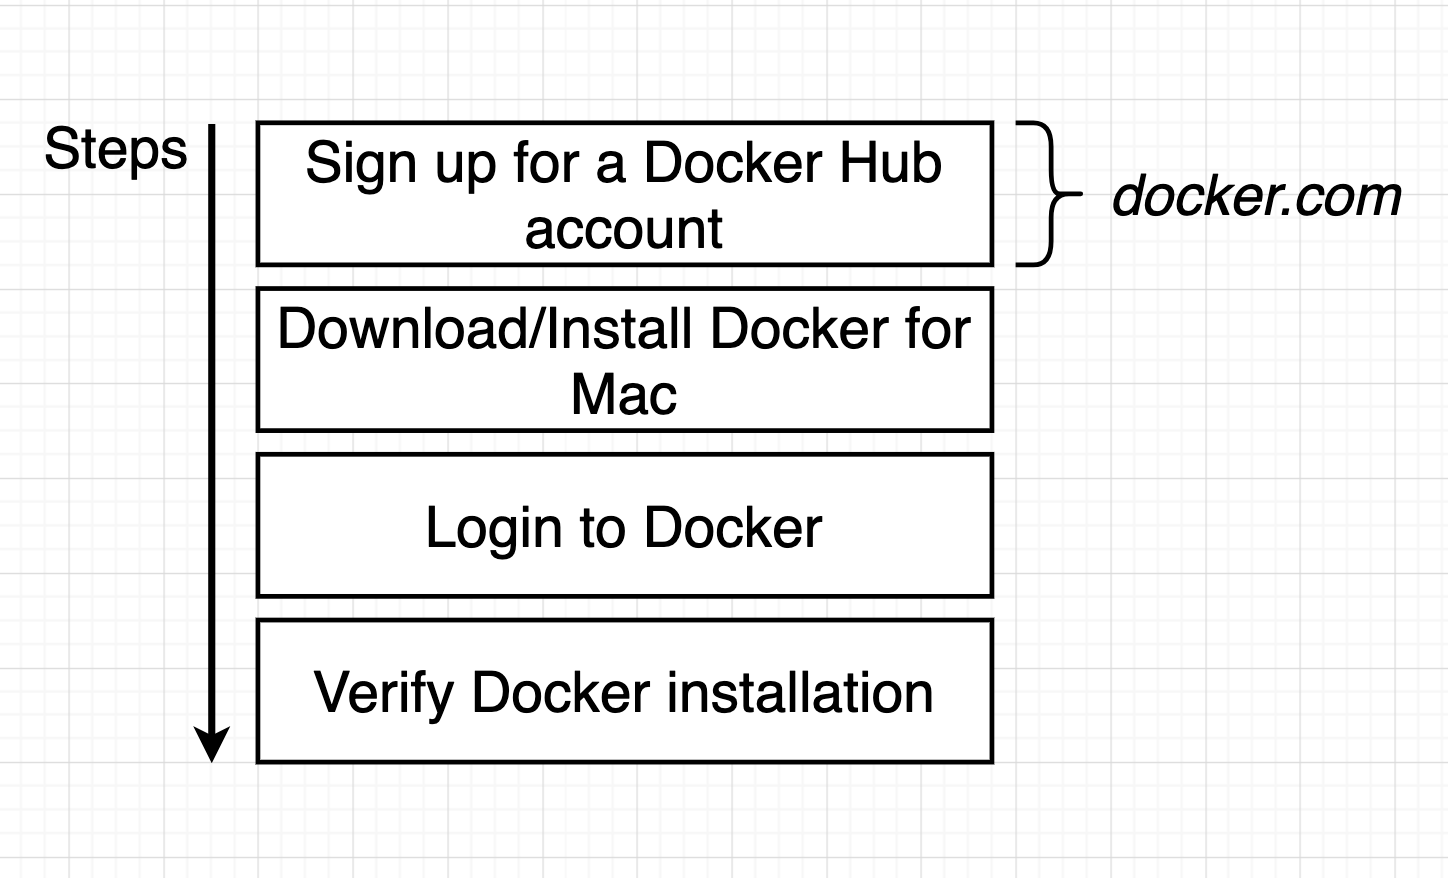 Steps
Sign up for a Docker Hub
account
docker.com
Download/Install Docker for
Mac
Login to Docker
Verify Docker installation